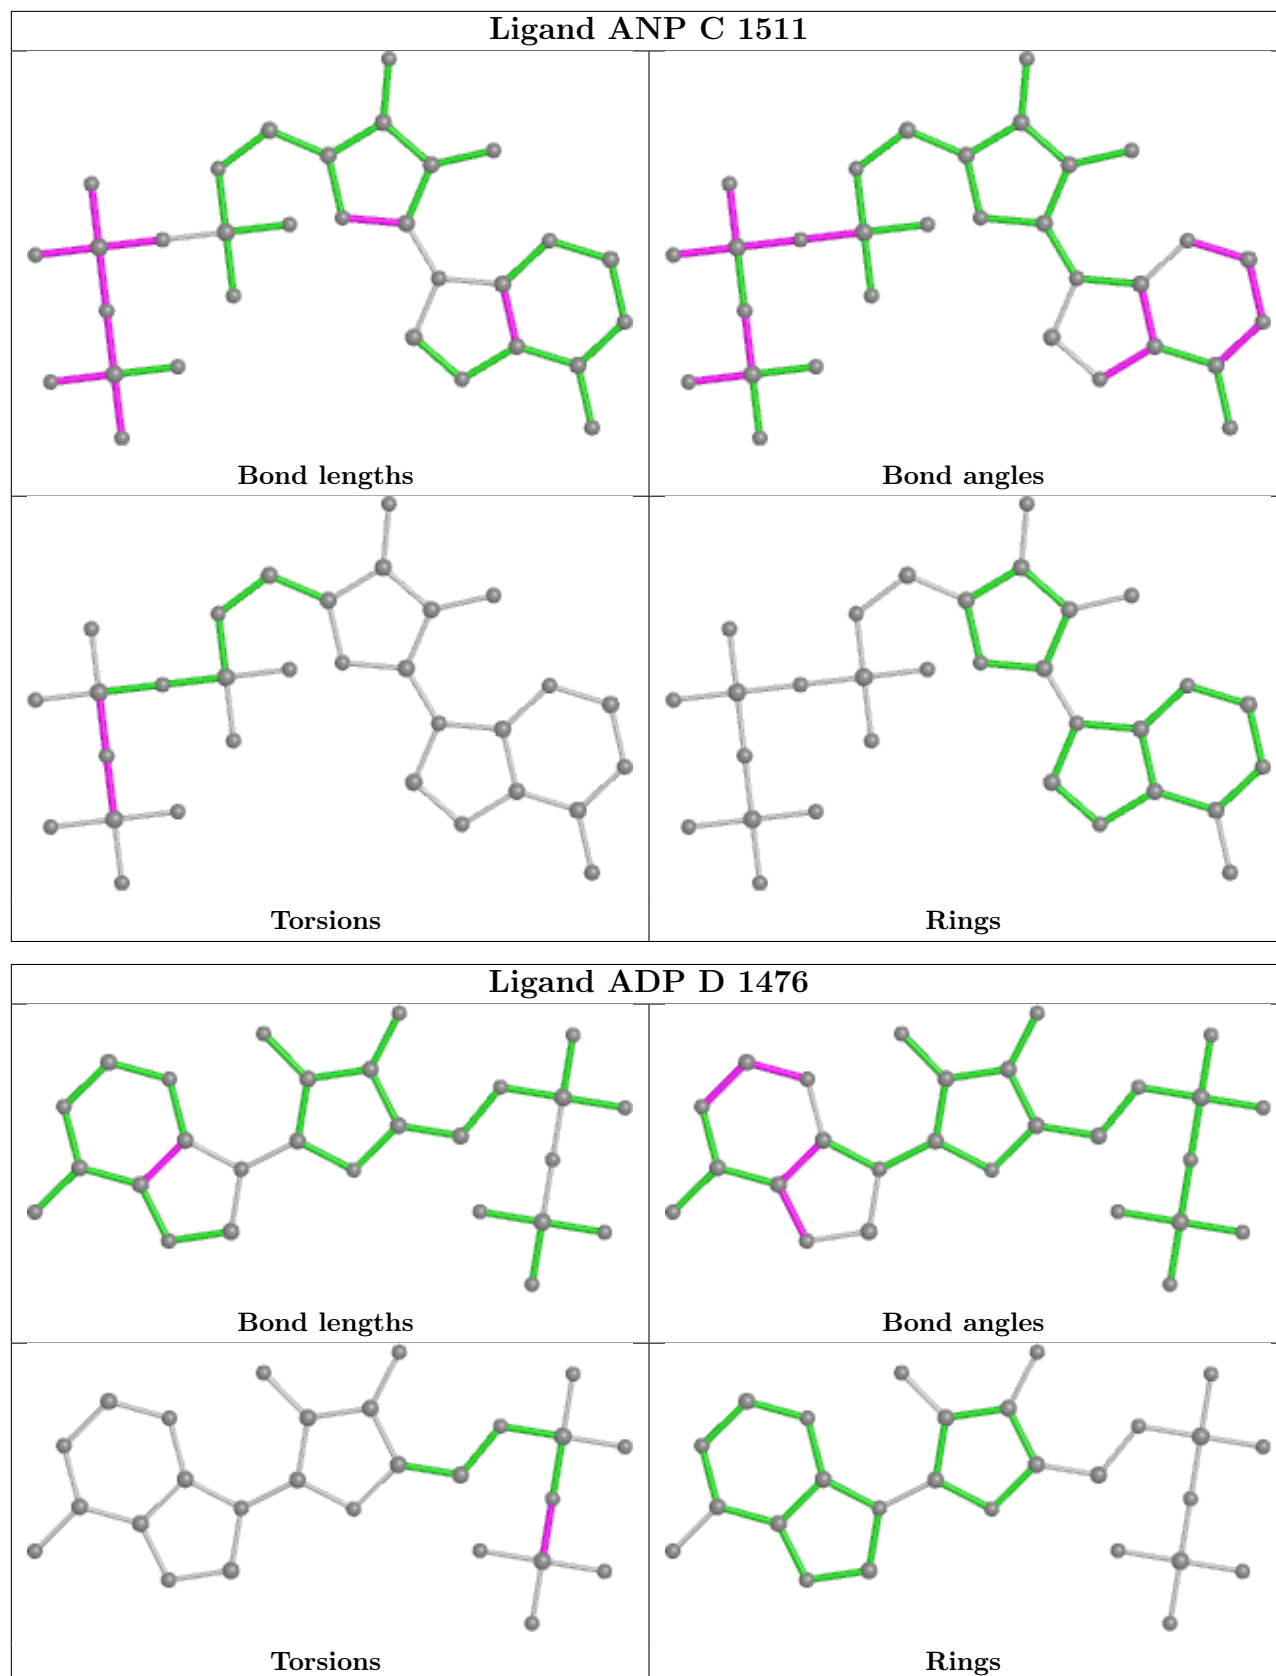 Ligand ANP C 1511
Bond lengths
Bond angles
Torsions
Rings
Ligand ADP D 1476
Bond lengths
Bond angles
Torsions
Rings